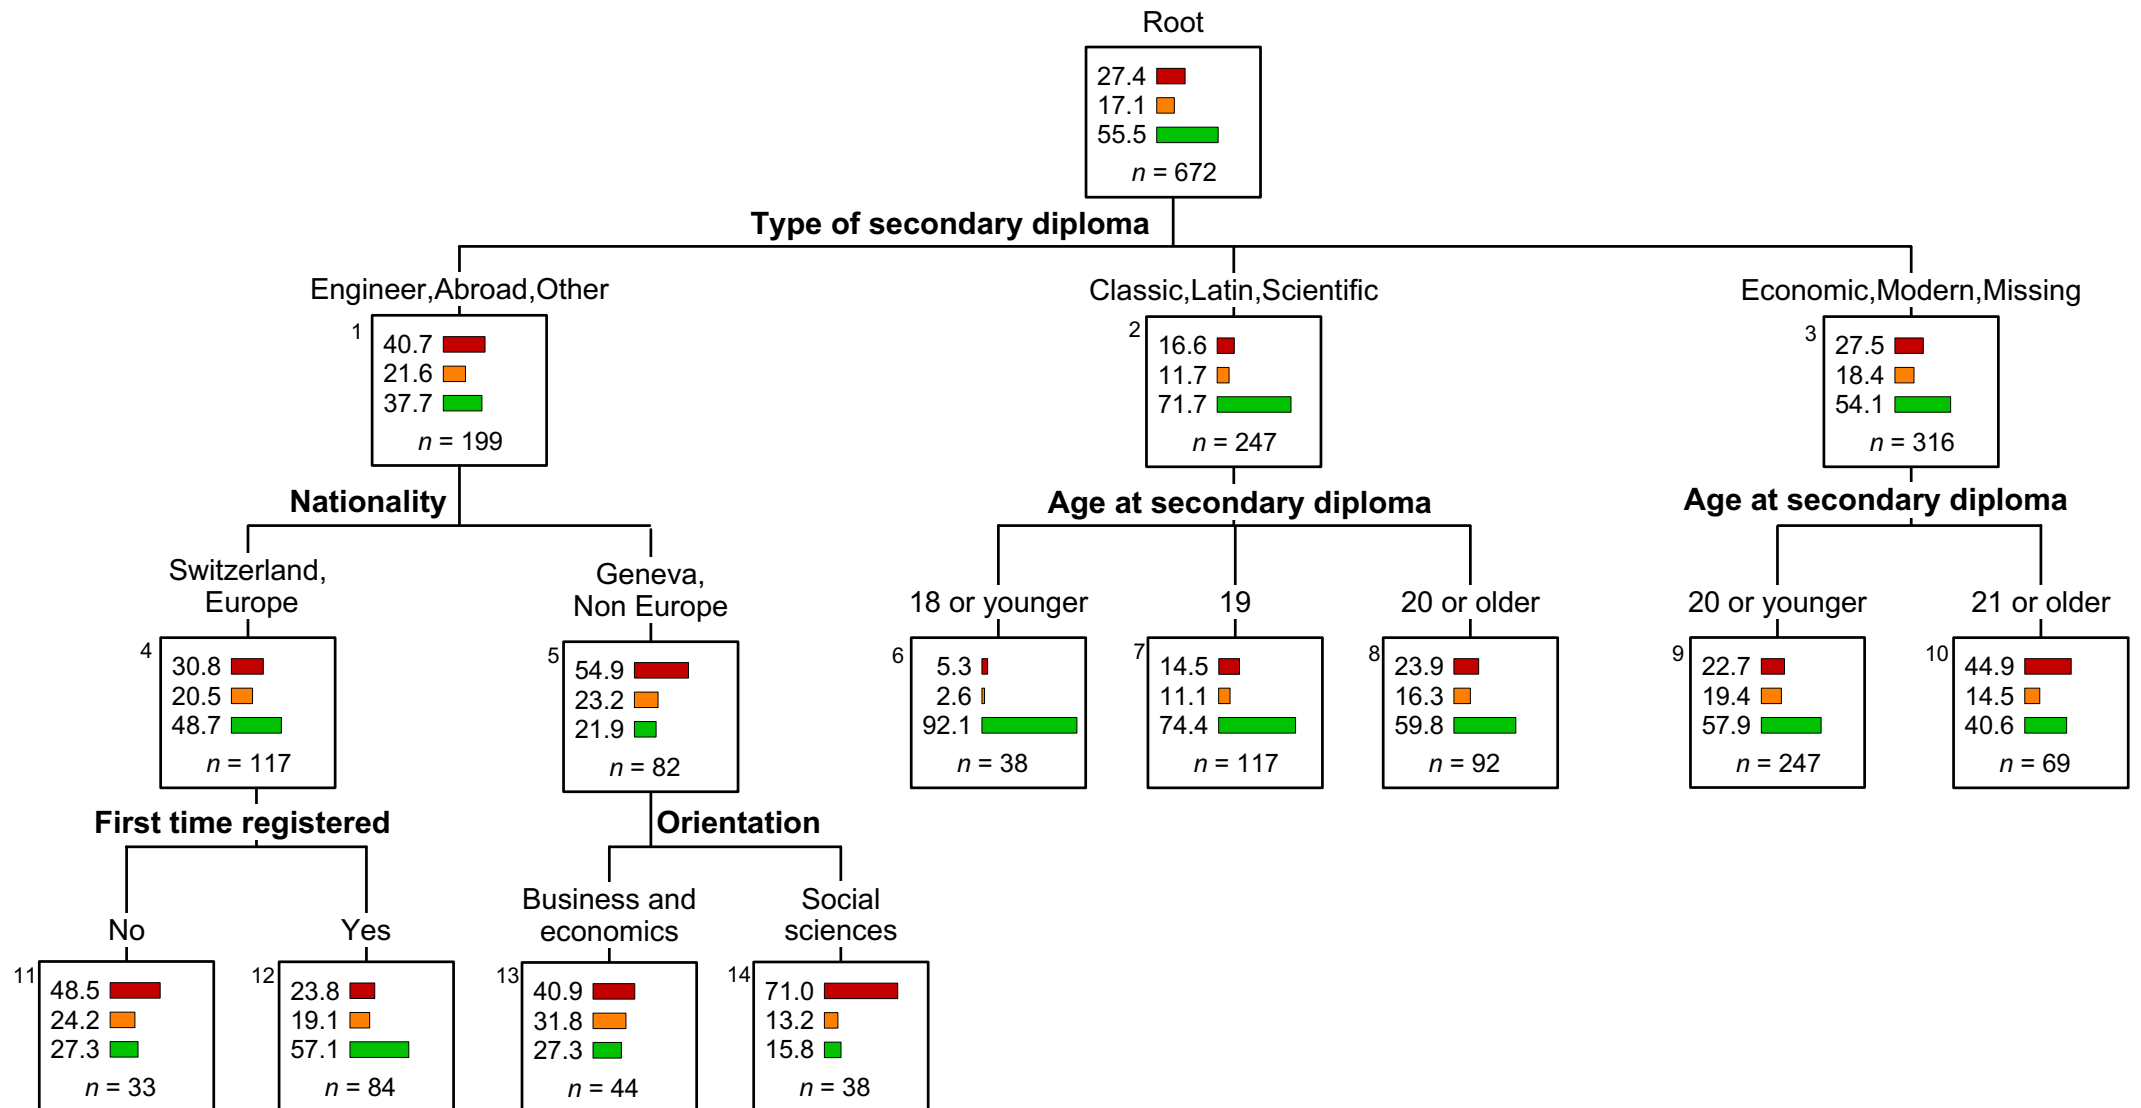 Root
27.4
17.1
55.5
n = 672
Type of secondary diploma
Engineer,Abroad,Other
1
40.7
21.6
37.7
n = 199
Classic,Latin,Scientific
2
16.6
11.7
71.7
n = 247
Economic,Modern,Missing
3
27.5
18.4
54.1
n = 316
Nationality
Age at secondary diploma
Age at secondary diploma
Switzerland,
Europe
4
30.8
20.5
48.7
n = 117
Geneva,
Non Europe
5
54.9
23.2
21.9
n = 82
18 or younger
6
5.3
2.6
92.1
n = 38
19
7
14.5
11.1
74.4
n = 117
20 or older
8
23.9
16.3
59.8
n = 92
20 or younger
9
22.7
19.4
57.9
n = 247
21 or older
10
44.9
14.5
40.6
n = 69
First time registered
Orientation
No
11
48.5
24.2
27.3
n = 33
Yes
12
23.8
19.1
57.1
n = 84
Business and
economics
13
40.9
31.8
27.3
n = 44
Social
sciences
14
71.0
13.2
15.8
n = 38